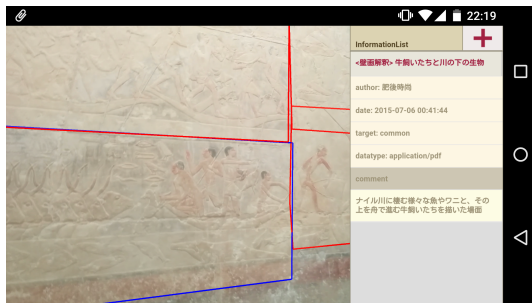 22:19
InformationList
<壁画解釈> 牛飼いたちと川の下の生物
author: 肥後時尚
date: 2015-07-06 00:41:44
target: common
datatype: application/pdf
comment
ナイル川に棲む様々な魚やワニと、その
上を舟で進む牛飼いたちを描いた場面